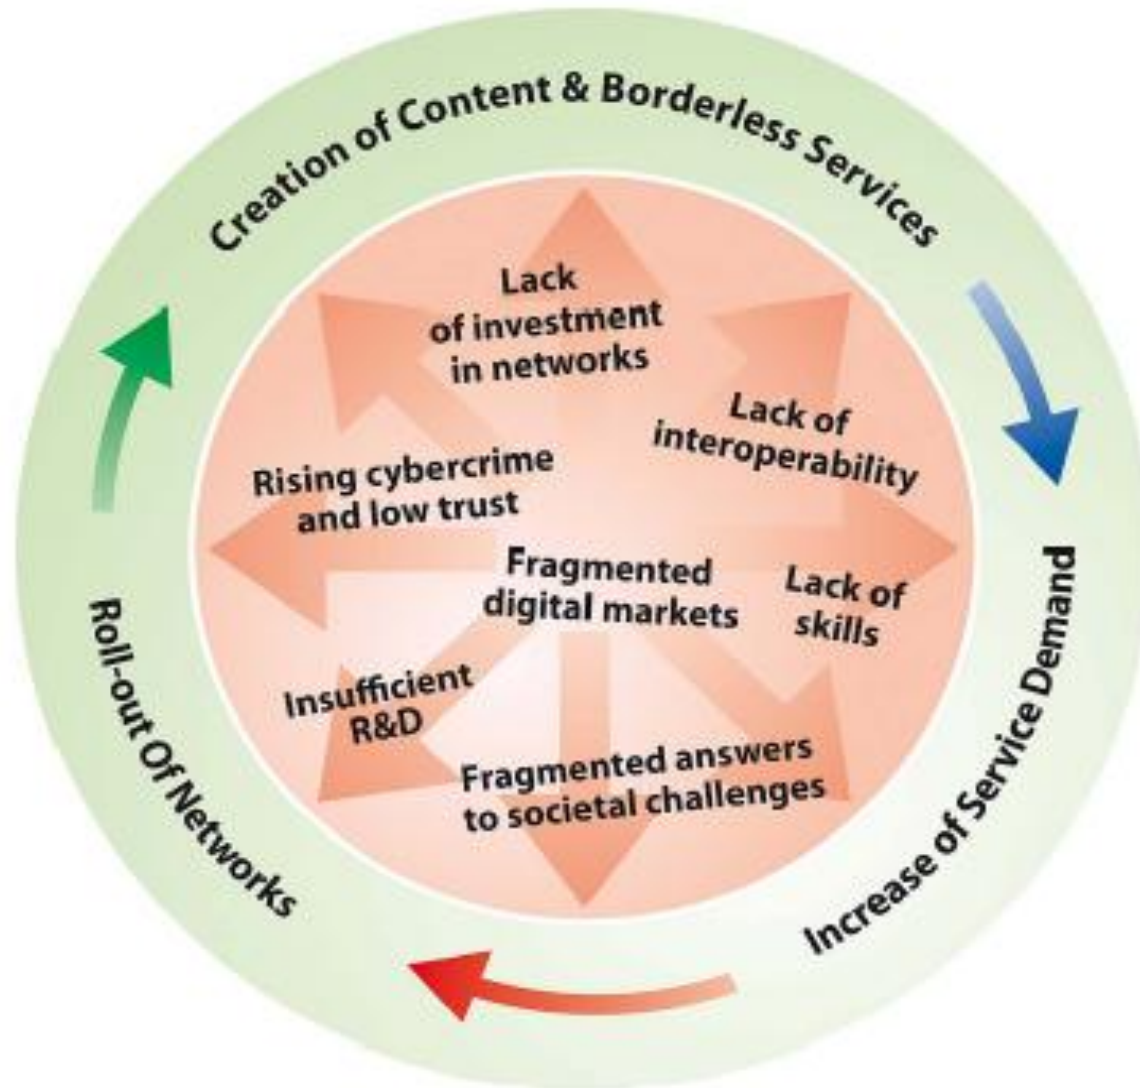 Creation of Content & Borderless Services
Lack
of investment
in networks
Lack of
interoperability
Rising cybercrime
and low trust
Fragmented
digital markets
Lack of
skills
Insufficient
R&D
Fragmented answers
to societal challenges
Increase of Service Demand
Roll-out Of Networks